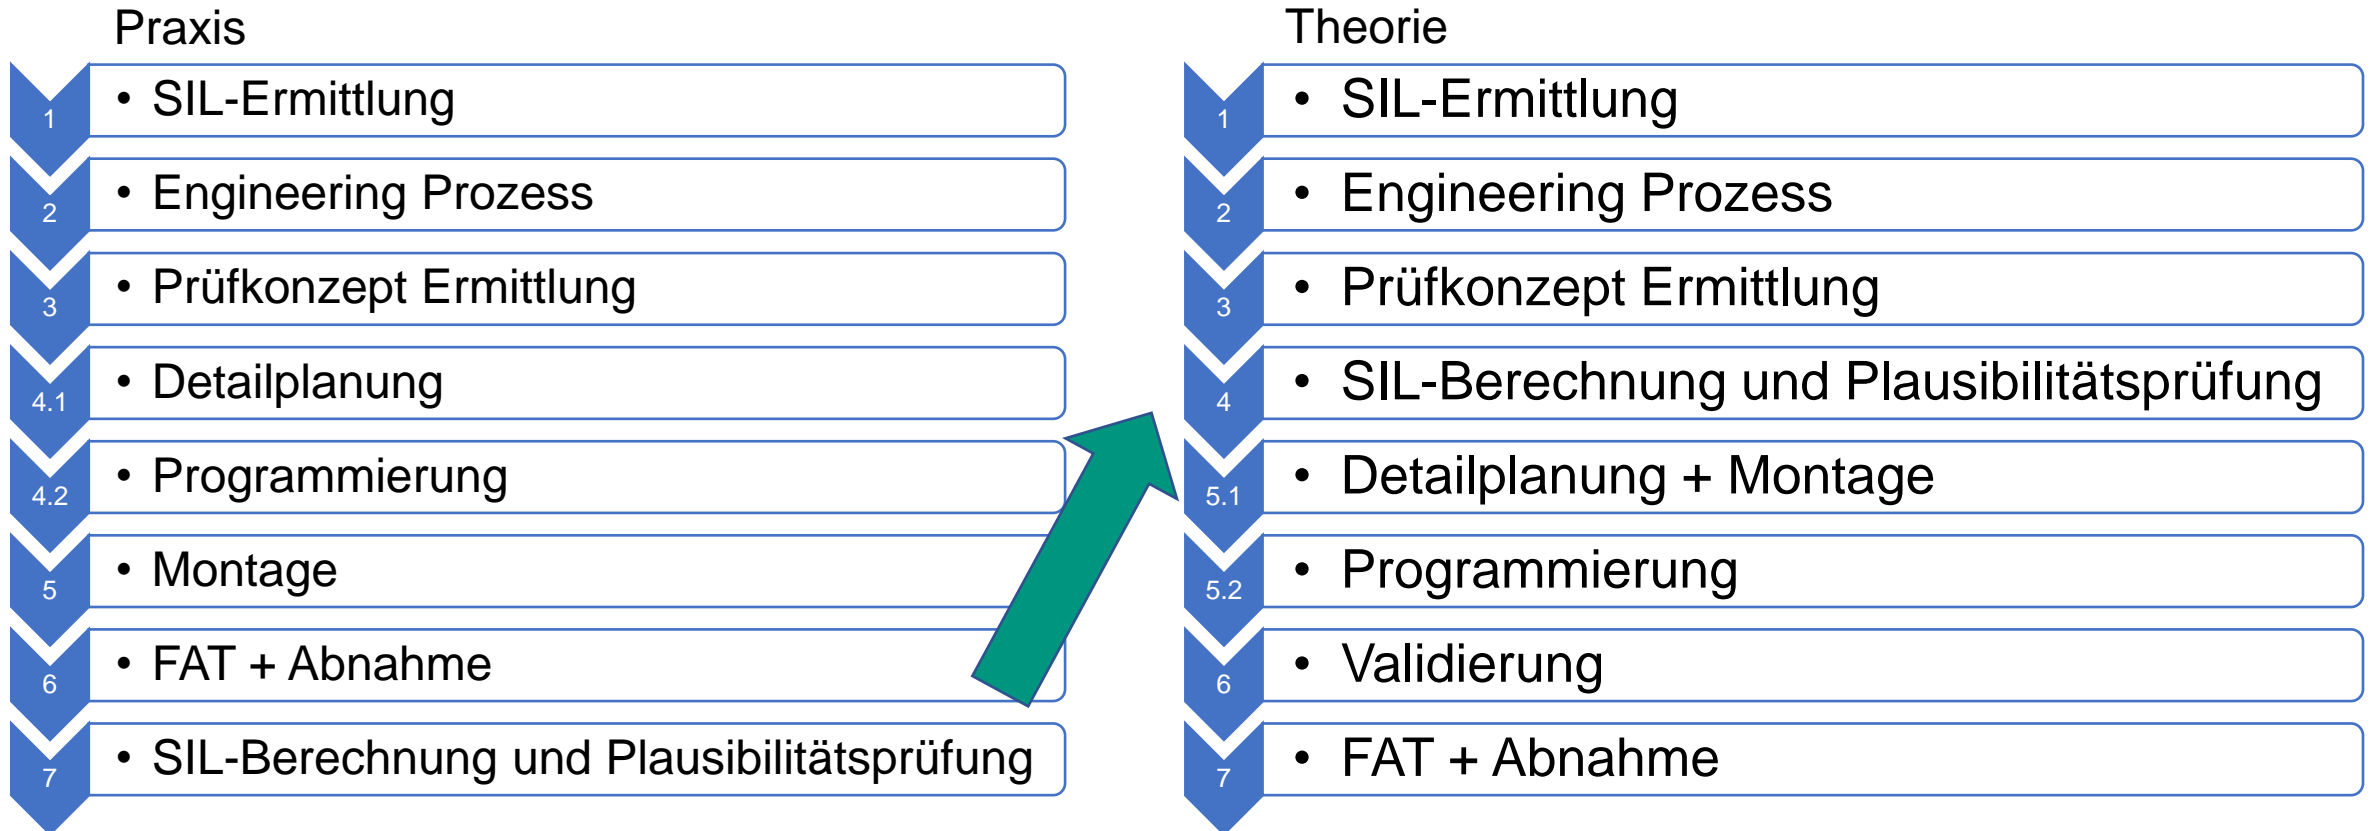 Praxis
1
• SIL-Ermittlung
2
• Engineering Prozess
3
• Prüfkonzept Ermittlung
4.1
• Detailplanung
4.2
• Programmierung
5
• Montage
6
• FAT + Abnahme
7
• SIL-Berechnung und Plausibilitätsprüfung
Theorie
1
• SIL-Ermittlung
2
• Engineering Prozess
3
• Prüfkonzept Ermittlung
4
• SIL-Berechnung und Plausibilitätsprüfung
5.1
• Detailplanung + Montage
5.2
• Programmierung
6
• Validierung
7
• FAT + Abnahme